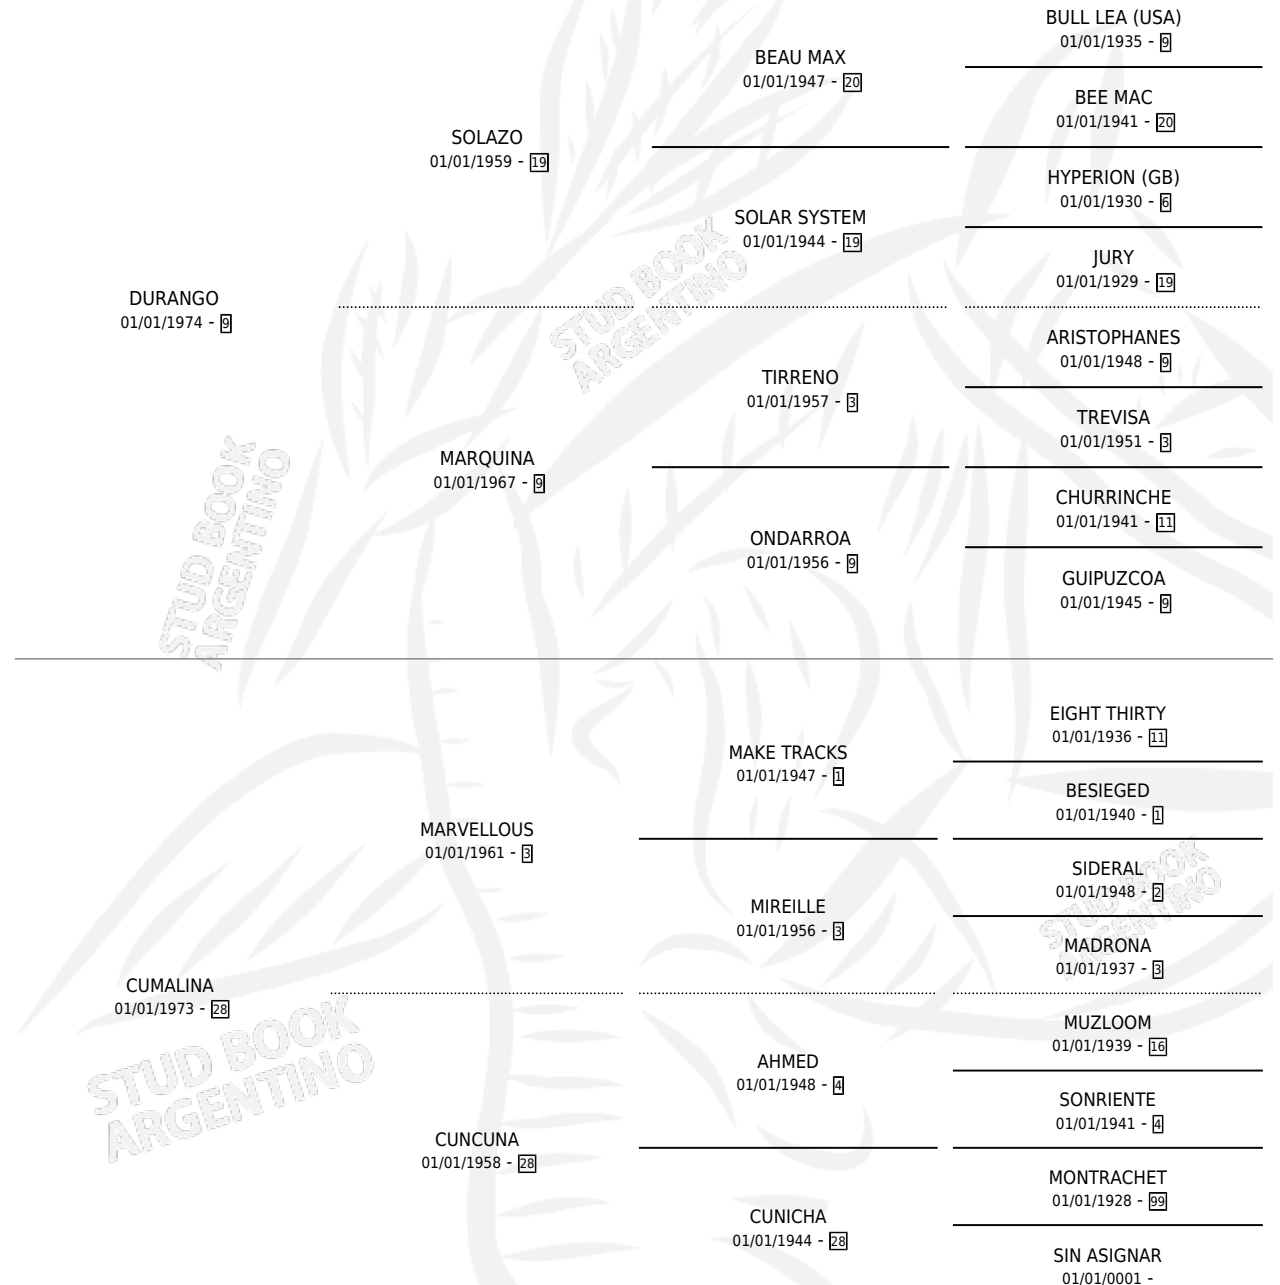 BULL LEA (USA)
01/01/1935 - 9
BEAU MAX
01/01/1947 - 20
BEE MAC
01/01/1941 - 20
SOLAZO
01/01/1959 - 19
HYPERION (GB)
01/01/1930 - 6
SOLAR SYSTEM
01/01/1944 - 19
JURY
01/01/1929 - 19
DURANGO
01/01/1974 - 9
ARISTOPHANES
01/01/1948 - 9
TIRRENO
01/01/1957 - 3
TREVISA
01/01/1951 - 3
MARQUINA
01/01/1967 - 9
CHURRINCHE
01/01/1941 - 11
ONDARROA
01/01/1956 - 9
GUIPUZCOA
01/01/1945 - 9
EIGHT THIRTY
01/01/1936 - 11
MAKE TRACKS
01/01/1947 - 1
BESIEGED
01/01/1940 - 1
MARVELLOUS
01/01/1961 - 3
SIDERAL
01/01/1948 - 2
MIREILLE
01/01/1956 - 3
MADRONA
01/01/1937 - 3
CUMALINA
01/01/1973 - 28
MUZLOOM
01/01/1939 - 16
AHMED
01/01/1948 - 4
SONRIENTE
01/01/1941 - 4
CUNCUNA
01/01/1958 - 28
MONTRACHET
01/01/1928 - 99
CUNICHA
01/01/1944 - 28
SIN ASIGNAR
01/01/0001 -
STUD BOOK
ARGENTINO
STUD BOOK
ARGENTINO
STUD BOOK
ARGENTINO
STUD BOOK
ARGENTINO